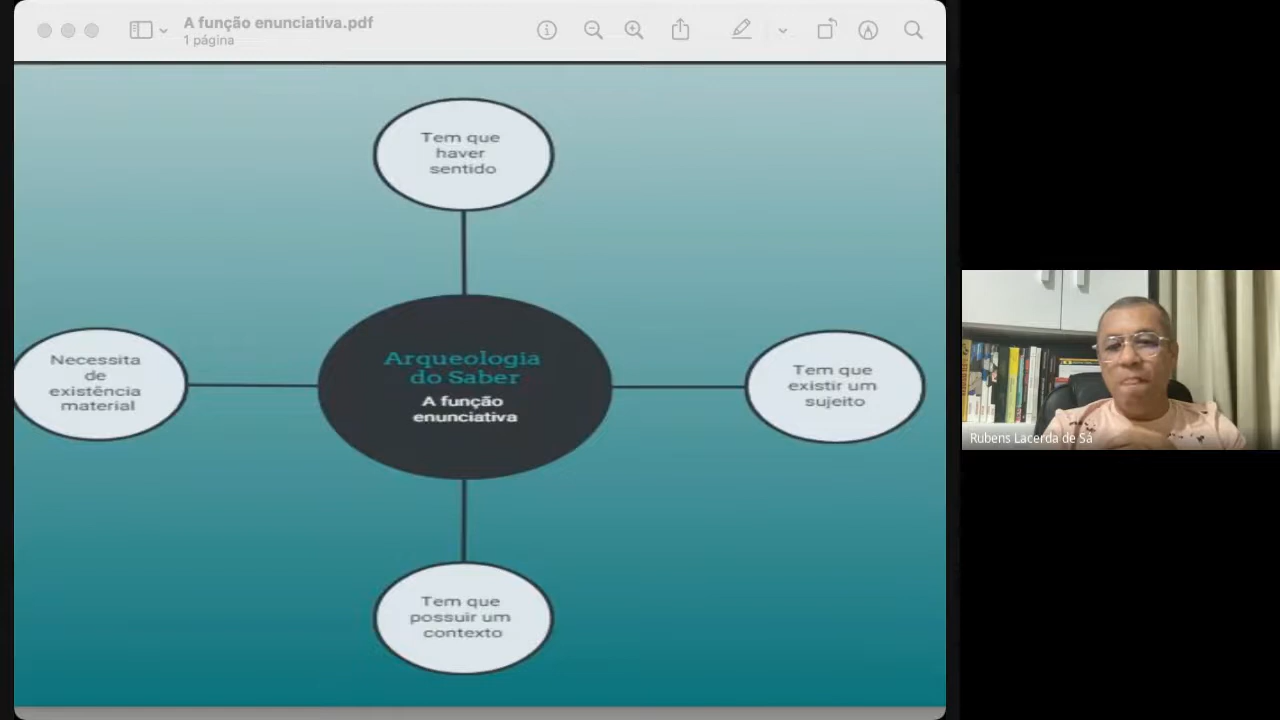 A função enunciativa.pdf
1 página
Tem que
haver
sentido
Necessita
de
existência
material
Arqueologia
do Saber
A função
enunciativa
Tem que
existir um
sujeito
Tem que
possuir um
contexto
Rubens Lacerda de Sá